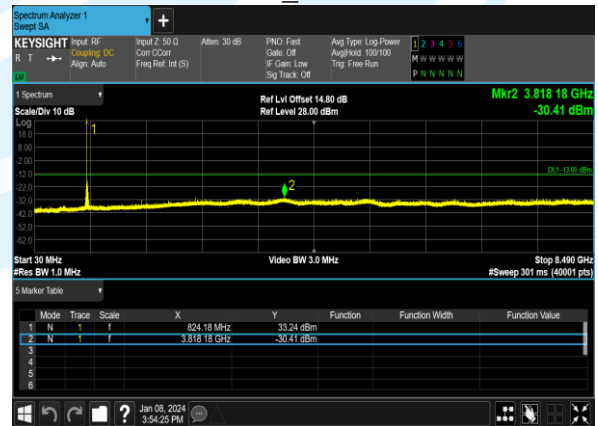 Spectrum Analyzer 1
Swept SA
+
KEYSIGHT Input: RF Input Z: 50 Ω Atten: 30 dB PNO: Fast Avg Type: Log-Power 1 2 3 4 5 6
R T Coupling: DC Corr CCorr Gate: Off Avg|Hold: 100/100 M W W W W W
Align: Auto Freq Ref: Int (S) IF Gain: Low Trig: Free Run
LV Sig Track: Off P N N N N N
1 Spectrum Ref Lvl Offset 14.80 dB Mkr2 3.818 18 GHz
Scale/Div 10 dB Ref Level 28.00 dBm -30.41 dBm
Log
1
18.0
8.00
-2.00
DL1 -13.00 dBm
-12.0
-22.0
2
-32.0
-42.0
-52.0
-62.0
Start 30 MHz Video BW 3.0 MHz Stop 8.490 GHz
#Res BW 1.0 MHz #Sweep 301 ms (40001 pts)
5 Marker Table
Mode Trace Scale X Y Function Function Width Function Value
1 N 1 f 824.18 MHz 33.24 dBm
2 N 1 f 3.818 18 GHz -30.41 dBm
3
4
5
6
? Jan 08, 2024
3:54:25 PM